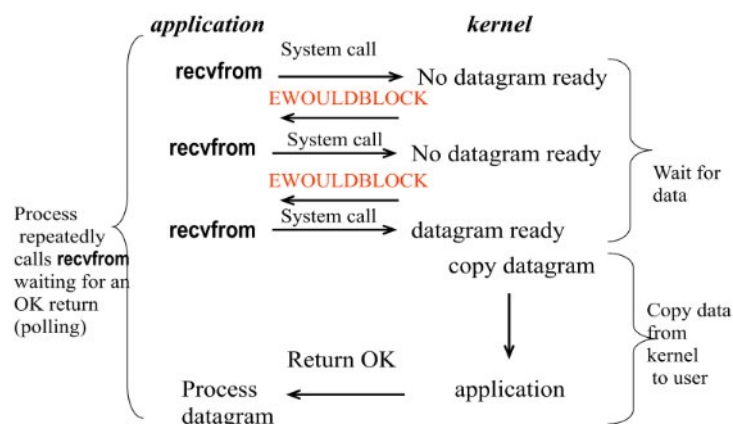 application
kernel
System call
recvfrom
No datagram ready
EWOULDBLOCK
recvfrom
System call
No datagram ready
EWOULDBLOCK
recvfrom
System call
datagram ready
copy datagram
Return OK
Process
datagram
application
Process
repeatedly
calls recvfrom
waiting for an
OK return
(polling)
Wait for
data
Copy data
from
kernel
to user